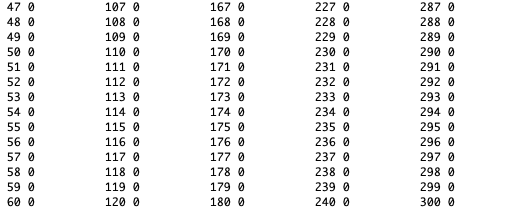 47 0 107 0 167 0 227 0 287 0
48 0 108 0 168 0 228 0 288 0
49 0 109 0 169 0 229 0 289 0
50 0 110 0 170 0 230 0 290 0
51 0 111 0 171 0 231 0 291 0
52 0 112 0 172 0 232 0 292 0
53 0 113 0 173 0 233 0 293 0
54 0 114 0 174 0 234 0 294 0
55 0 115 0 175 0 235 0 295 0
56 0 116 0 176 0 236 0 296 0
57 0 117 0 177 0 237 0 297 0
58 0 118 0 178 0 238 0 298 0
59 0 119 0 179 0 239 0 299 0
60 0 120 0 180 0 240 0 300 0